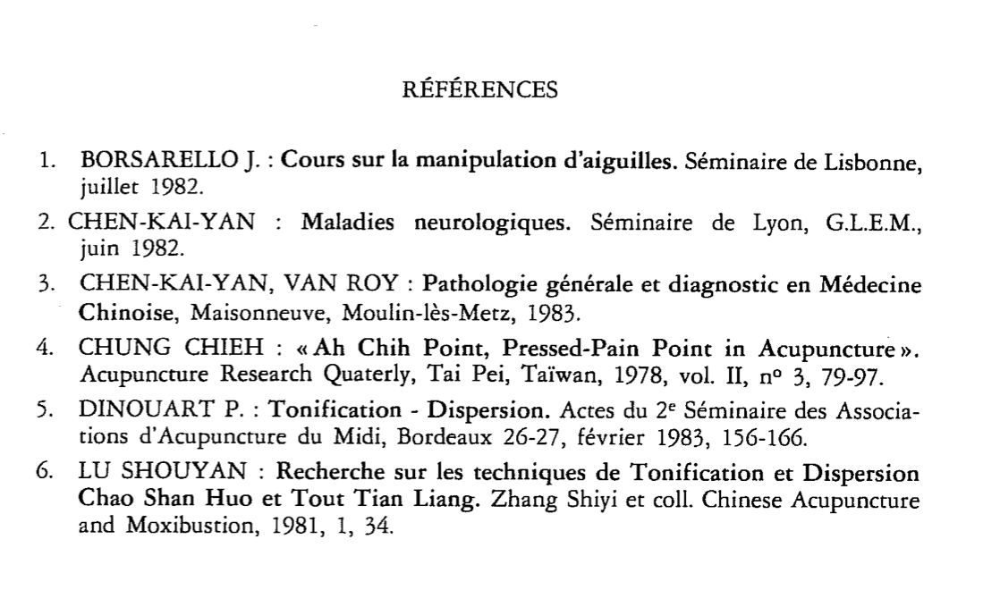 RÉFÉRENCES
1. BORSARELLO J. : Cours sur la manipulation d'aiguilles. Séminaire de Lisbonne,
juillet 1982.
2. CHEN-KAI-YAN : Maladies neurologiques. Séminaire de Lyon, G.L.E.M.,
juin 1982.
3. CHEN-KAI-YAN, VAN ROY : Pathologie générale et diagnostic en Médecine
Chinoise, Maisonneuve, Moulin-lès-Metz, 1983.
4. CHUNG CHIEH : « Ah Chih Point, Pressed-Pain Point in Acupuncture ».
Acupuncture Research Quaterly, Tai Pei, Taïwan, 1978, vol. II, nº 3, 79-97.
5. DINOUART P. : Tonification - Dispersion. Actes du 2e Séminaire des Associa-
tions d'Acupuncture du Midi, Bordeaux 26-27, février 1983, 156-166.
6. LU SHOUYAN : Recherche sur les techniques de Tonification et Dispersion
Chao Shan Huo et Tout Tian Liang. Zhang Shiyi et coll. Chinese Acupuncture
and Moxibustion, 1981, 1, 34.